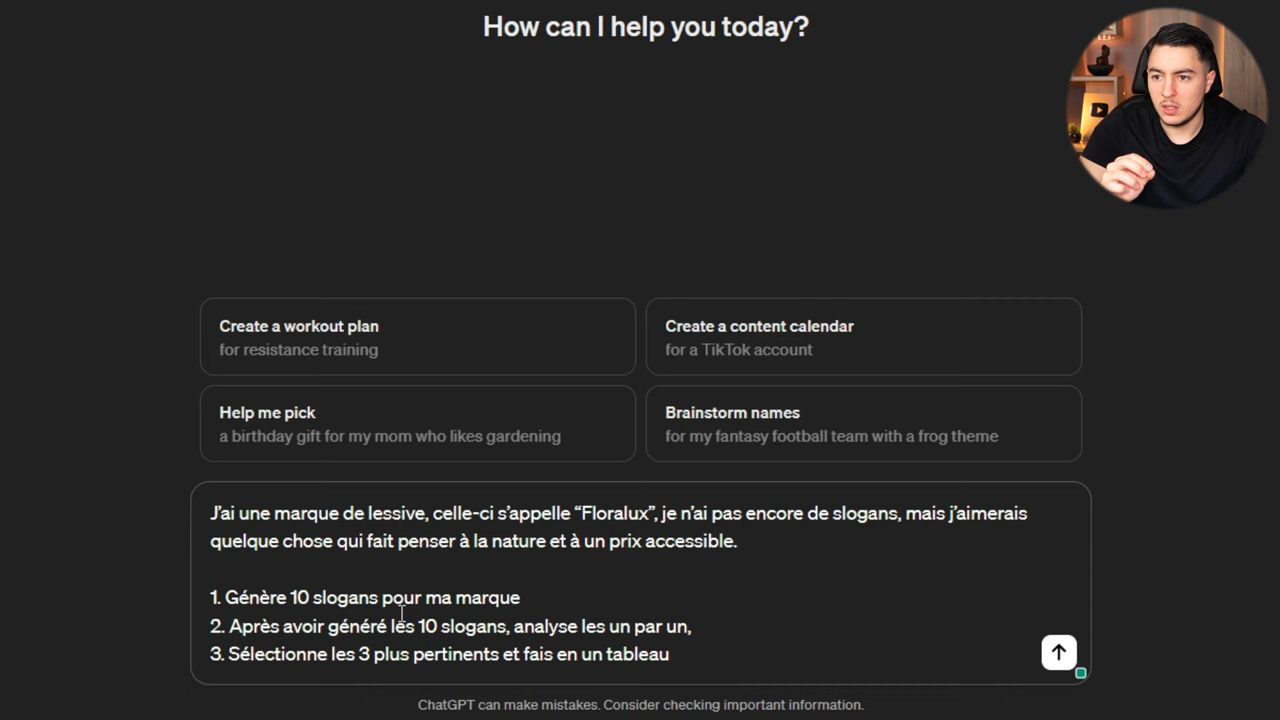 How can I help you today?
Create a workout plan
for resistance training
Create a content calendar
for a TikTok account
Help me pick
a birthday gift for my mom who likes gardening
Brainstorm names
for my fantasy football team with a frog theme
J’ai une marque de lessive, celle-ci s’appelle “Floralux”, je n’ai pas encore de slogans, mais j’aimerais
quelque chose qui fait penser à la nature et à un prix accessible.
1. Génère 10 slogans pour ma marque
2. Après avoir généré les 10 slogans, analyse les un par un,
3. Sélectionne les 3 plus pertinents et fais en un tableau
ChatGPT can make mistakes. Consider checking important information.